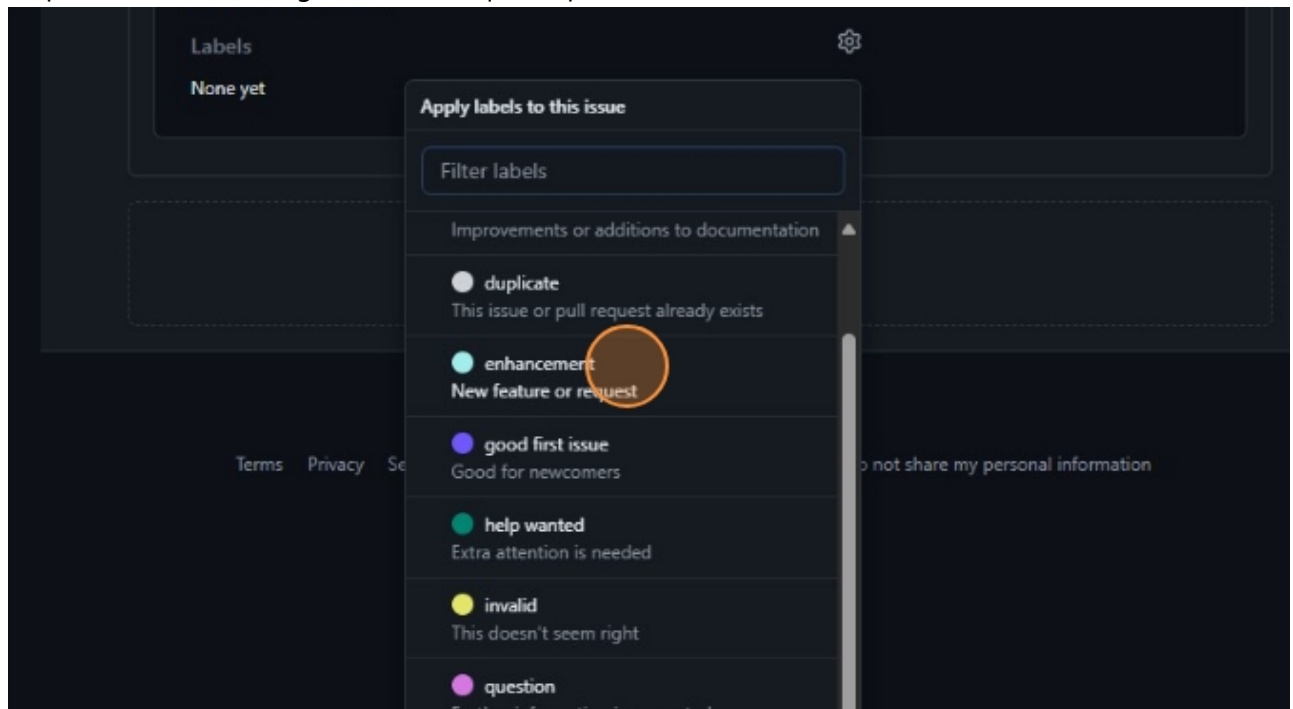 Labels
None yet
Apply labels to this issue
Filter labels
Improvements or additions to documentation
duplicate
This issue or pull request already exists
enhancement
New feature or request
good first issue
Good for newcomers
Terms Privacy
not share my personal information
help wanted
Extra attention is needed
invalid
This doesn't seem right
question